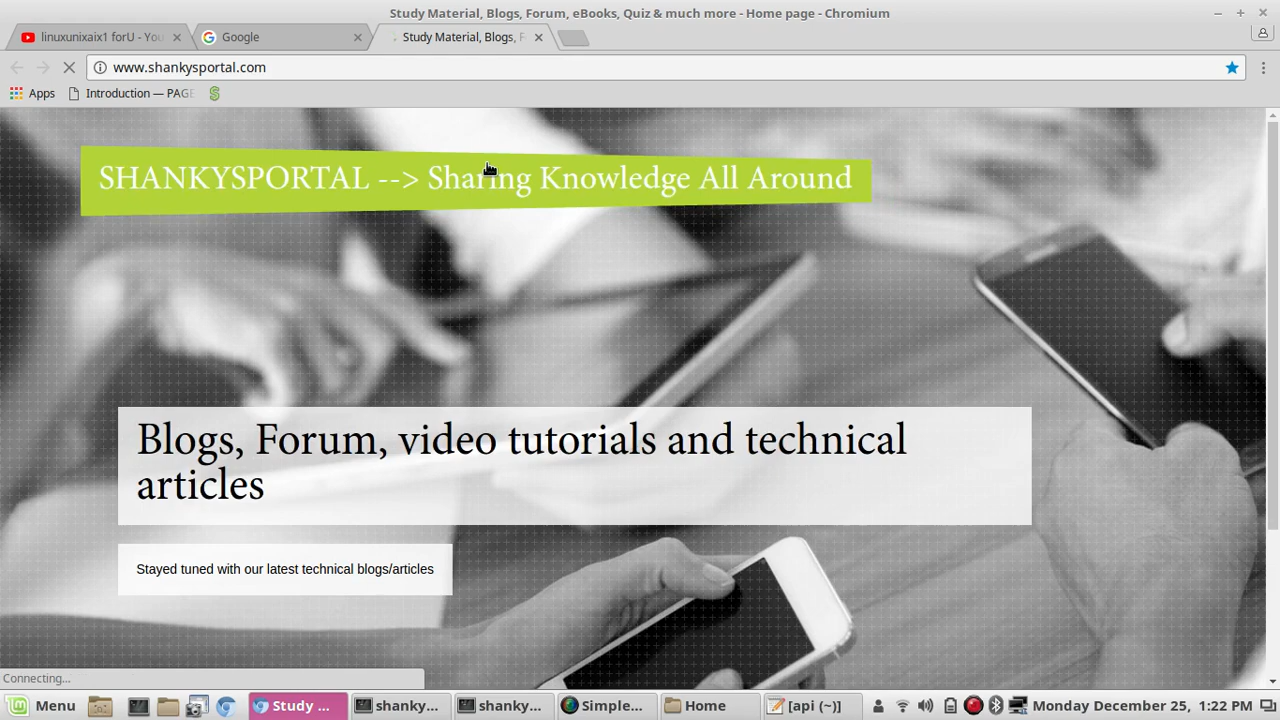 Study Material, Blogs, Forum, eBooks, Quiz & much more - Home page - Chromium
linuxunixaix1 forU - You
Google
Study Material, Blogs, F
www.shankysportal.com
Apps
Introduction — PAGE
SHANKYSPORTAL --> Sharing Knowledge All Around
Blogs, Forum, video tutorials and technical
articles
Stayed tuned with our latest technical blogs/articles
Connecting...
Menu
Study ...
shanky...
shanky...
Simple...
Home
[api (~)]
Monday December 25, 1:22 PM